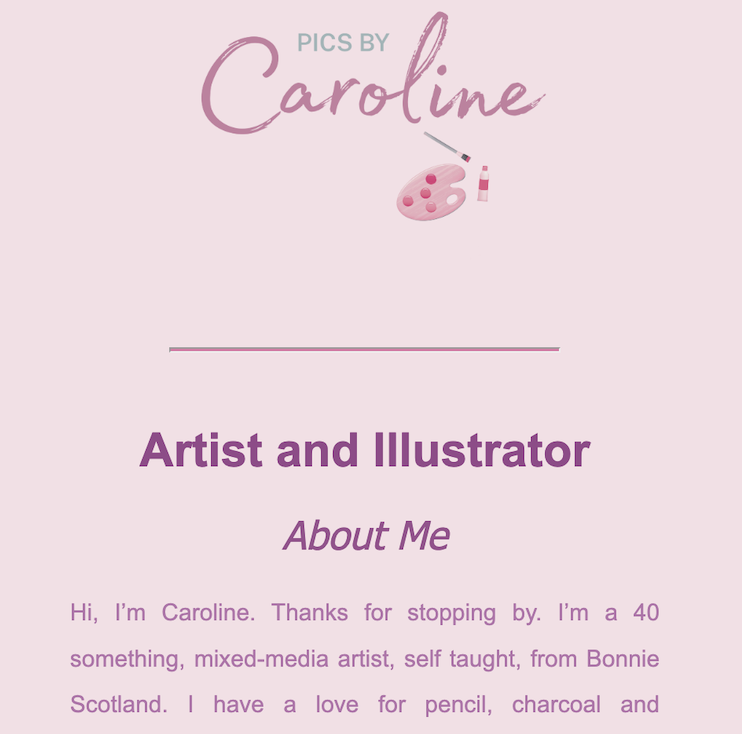 PICS BY
Caroline
Artist and Illustrator
About Me
Hi, I’m Caroline. Thanks for stopping by. I’m a 40
something, mixed-media artist, self taught, from Bonnie
Scotland. I have a love for pencil, charcoal and